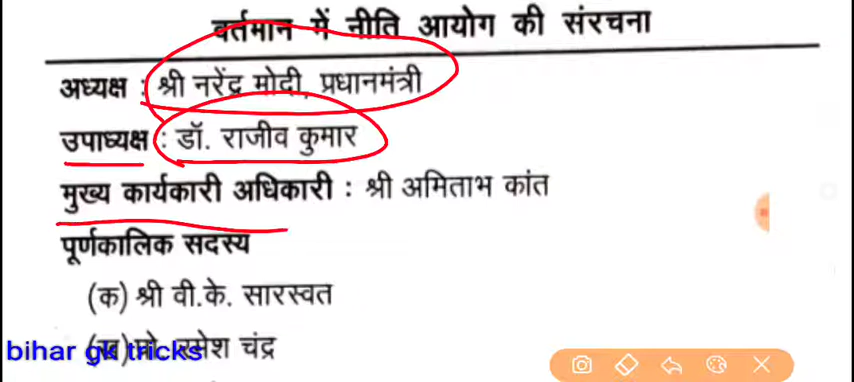 वर्तमान में नीति आयोग की संरचना
अध्यक्ष : श्री नरेंद्र मोदी, प्रधानमंत्री
उपाध्यक्ष : डॉ. राजीव कुमार
मुख्य कार्यकारी अधिकारी : श्री अमिताभ कांत
पूर्णकालिक सदस्य
(क) श्री वी.के. सारस्वत
(ख) प्रो. रमेश चंद्र
bihar gk tricks